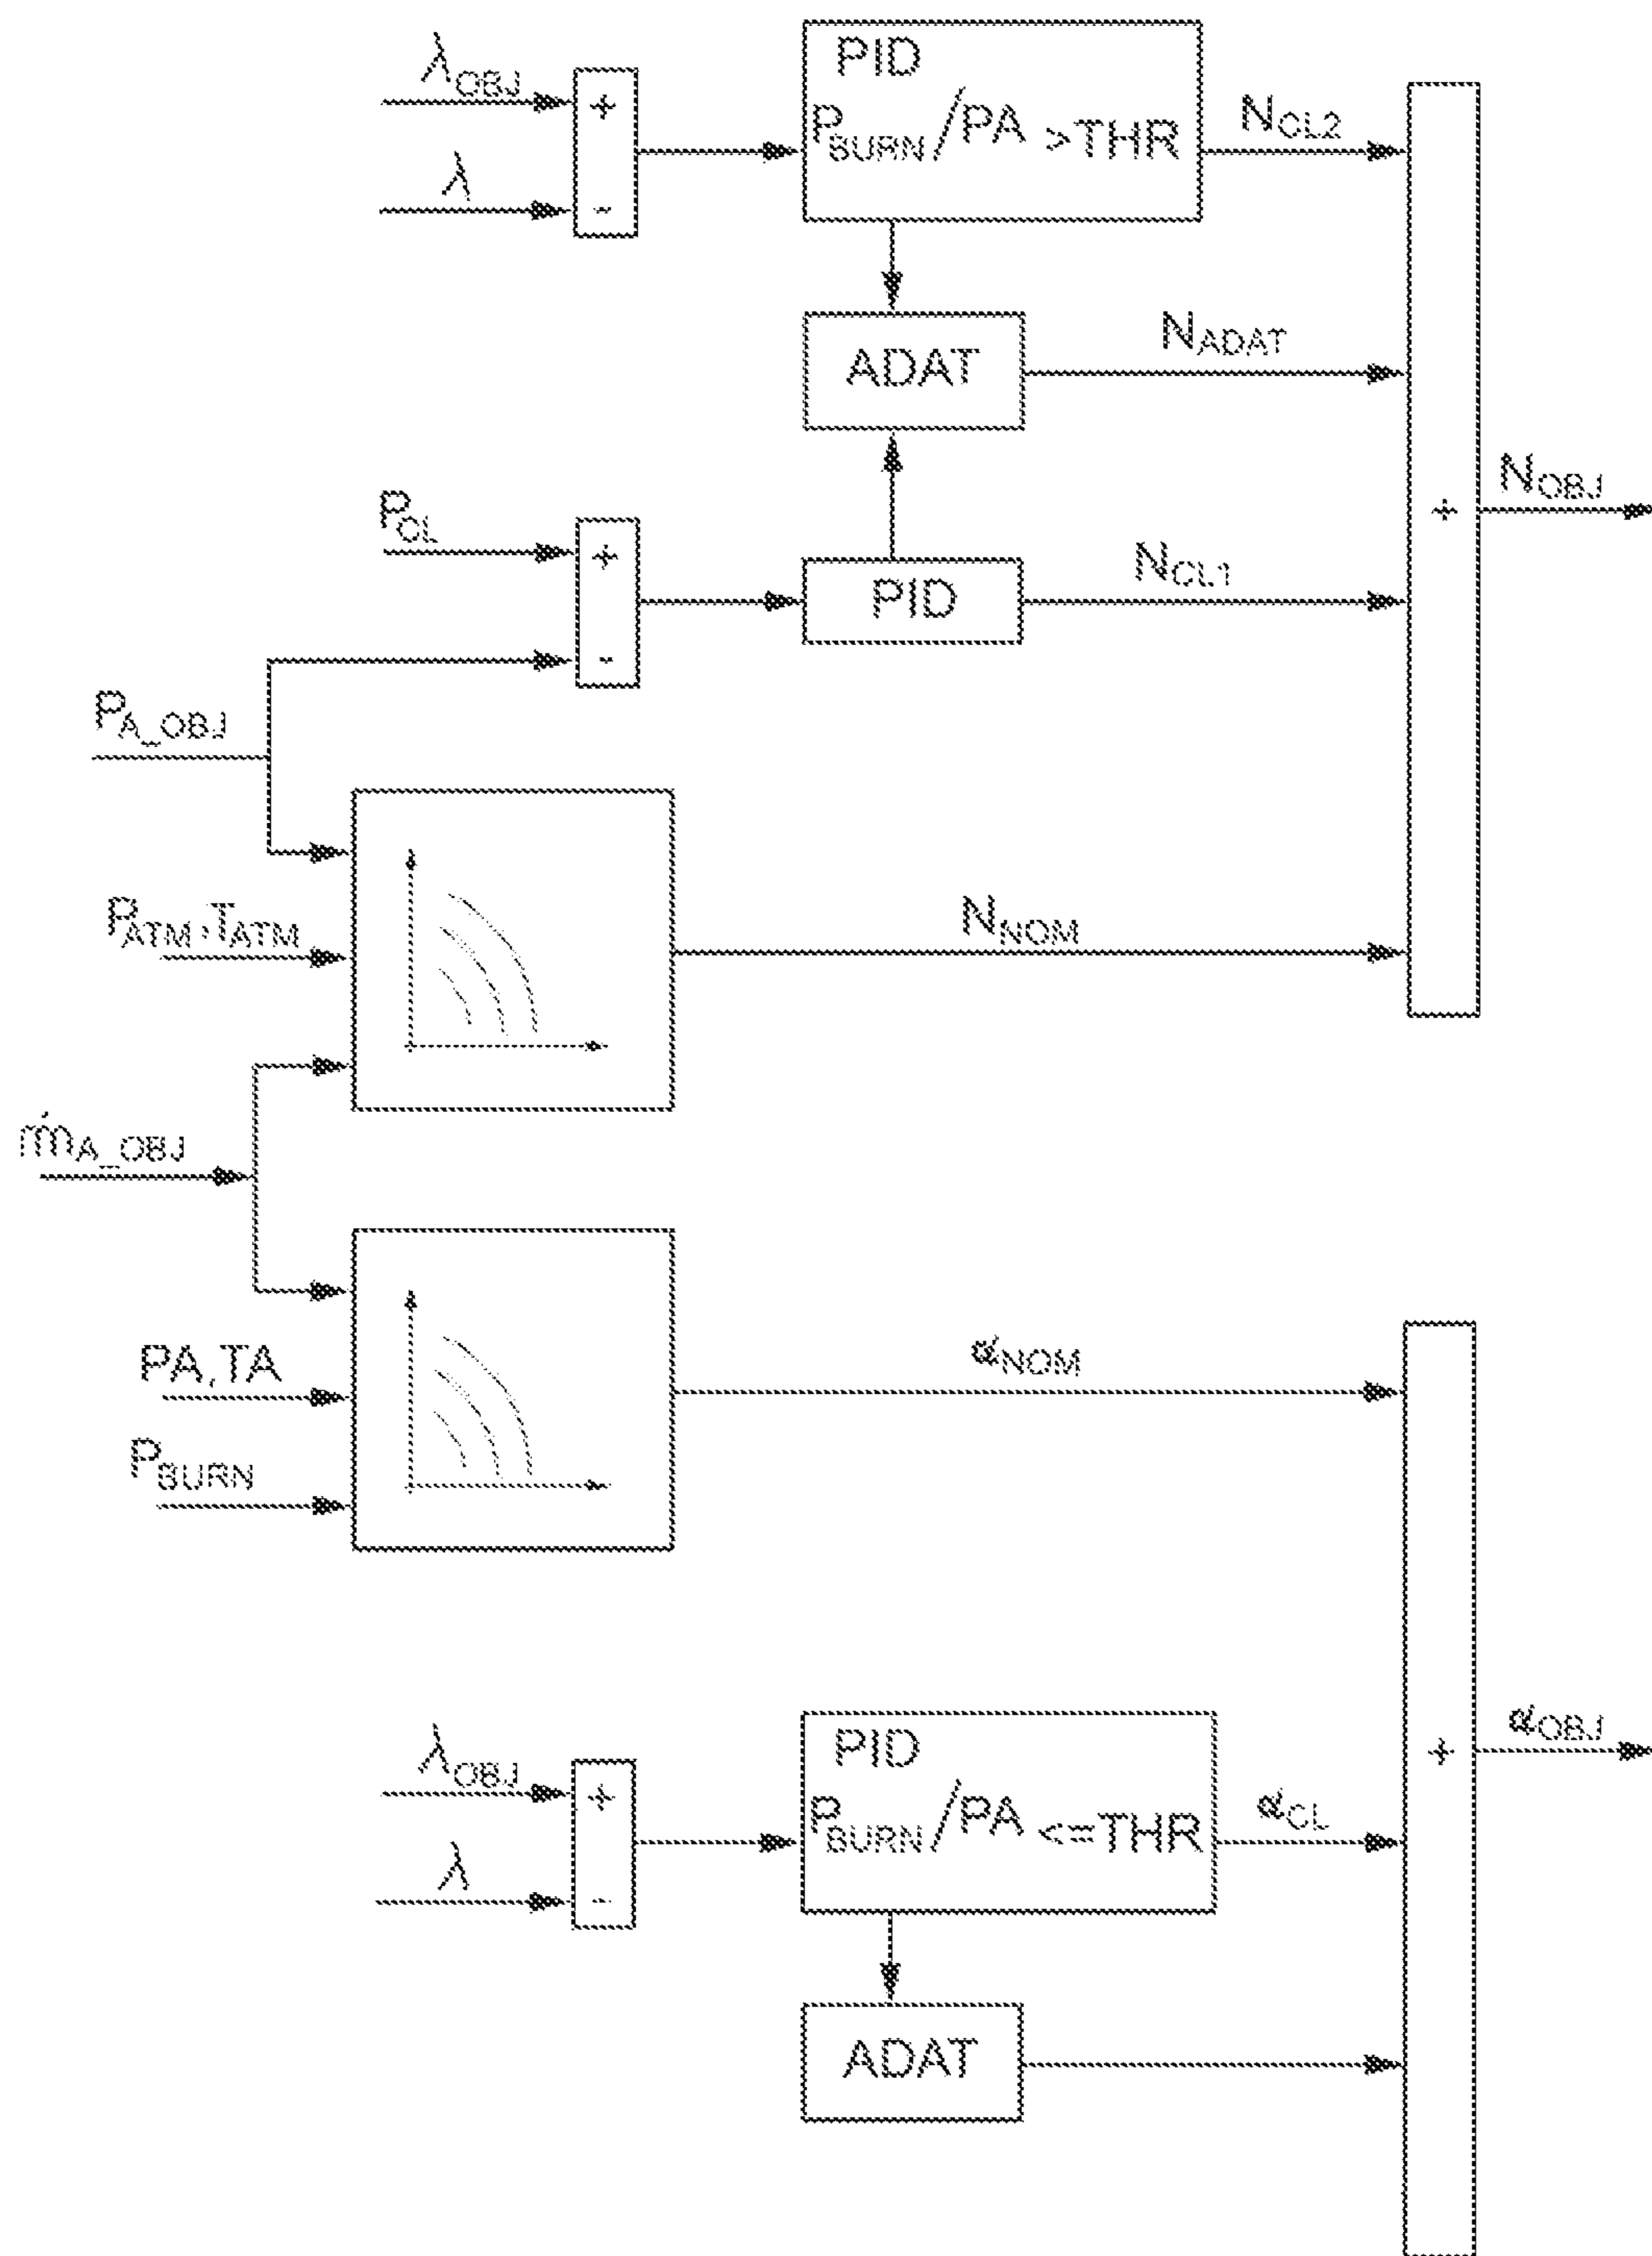 λOBJ
+
λ
-
PID
PBURN/PA >THR
NCL2
ADAT
NADAT
PCL
+
-
PID
NCL1
+
NOBJ
PA_OBJ
PATM,TATM
NNOM
ṁA_OBJ
PA,TA
PBURN
αNOM
λOBJ
+
λ
-
PID
PBURN/PA <=THR
αCL
+
αOBJ
ADAT